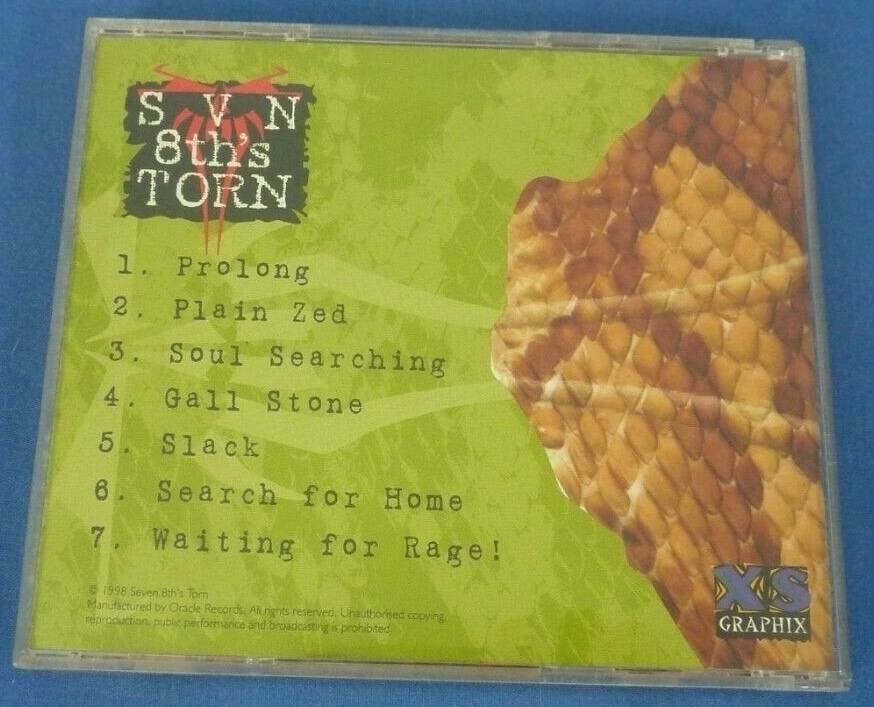 S V N
8th's
TORN
1. Prolong
2. Plain Zed
3. Soul Searching
4. Gall Stone
5. Slack
6. Search for Home
7. Waiting for Rage!
© 1998 Seven 8th's Torn
Manufactured by Oracle Records. All rights reserved. Unauthorised copying,
reproduction, public performance and broadcasting is prohibited.
XS
GRAPHIX